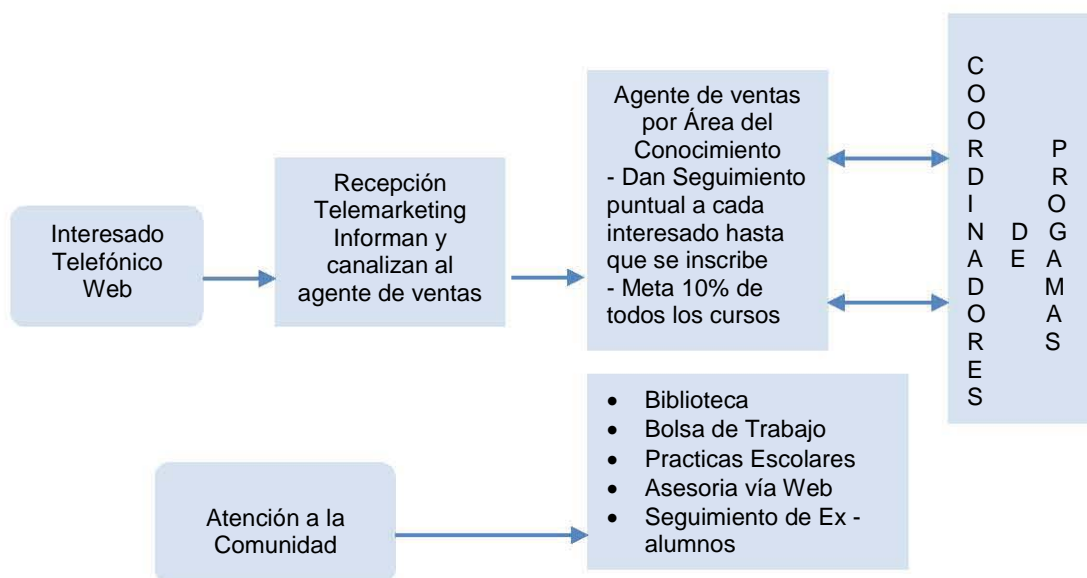 Interesado
Telefónico
Web
Recepción
Telemarketing
Informan y
canalizan al
agente de ventas
Agente de ventas
por Área del
Conocimiento
- Dan Seguimiento
puntual a cada
interesado hasta
que se inscribe
- Meta 10% de
todos los cursos
COORDINADORES
DE
PROGAMAS
Atención a la
Comunidad
• Biblioteca
• Bolsa de Trabajo
• Practicas Escolares
• Asesoria vía Web
• Seguimiento de Ex -
alumnos